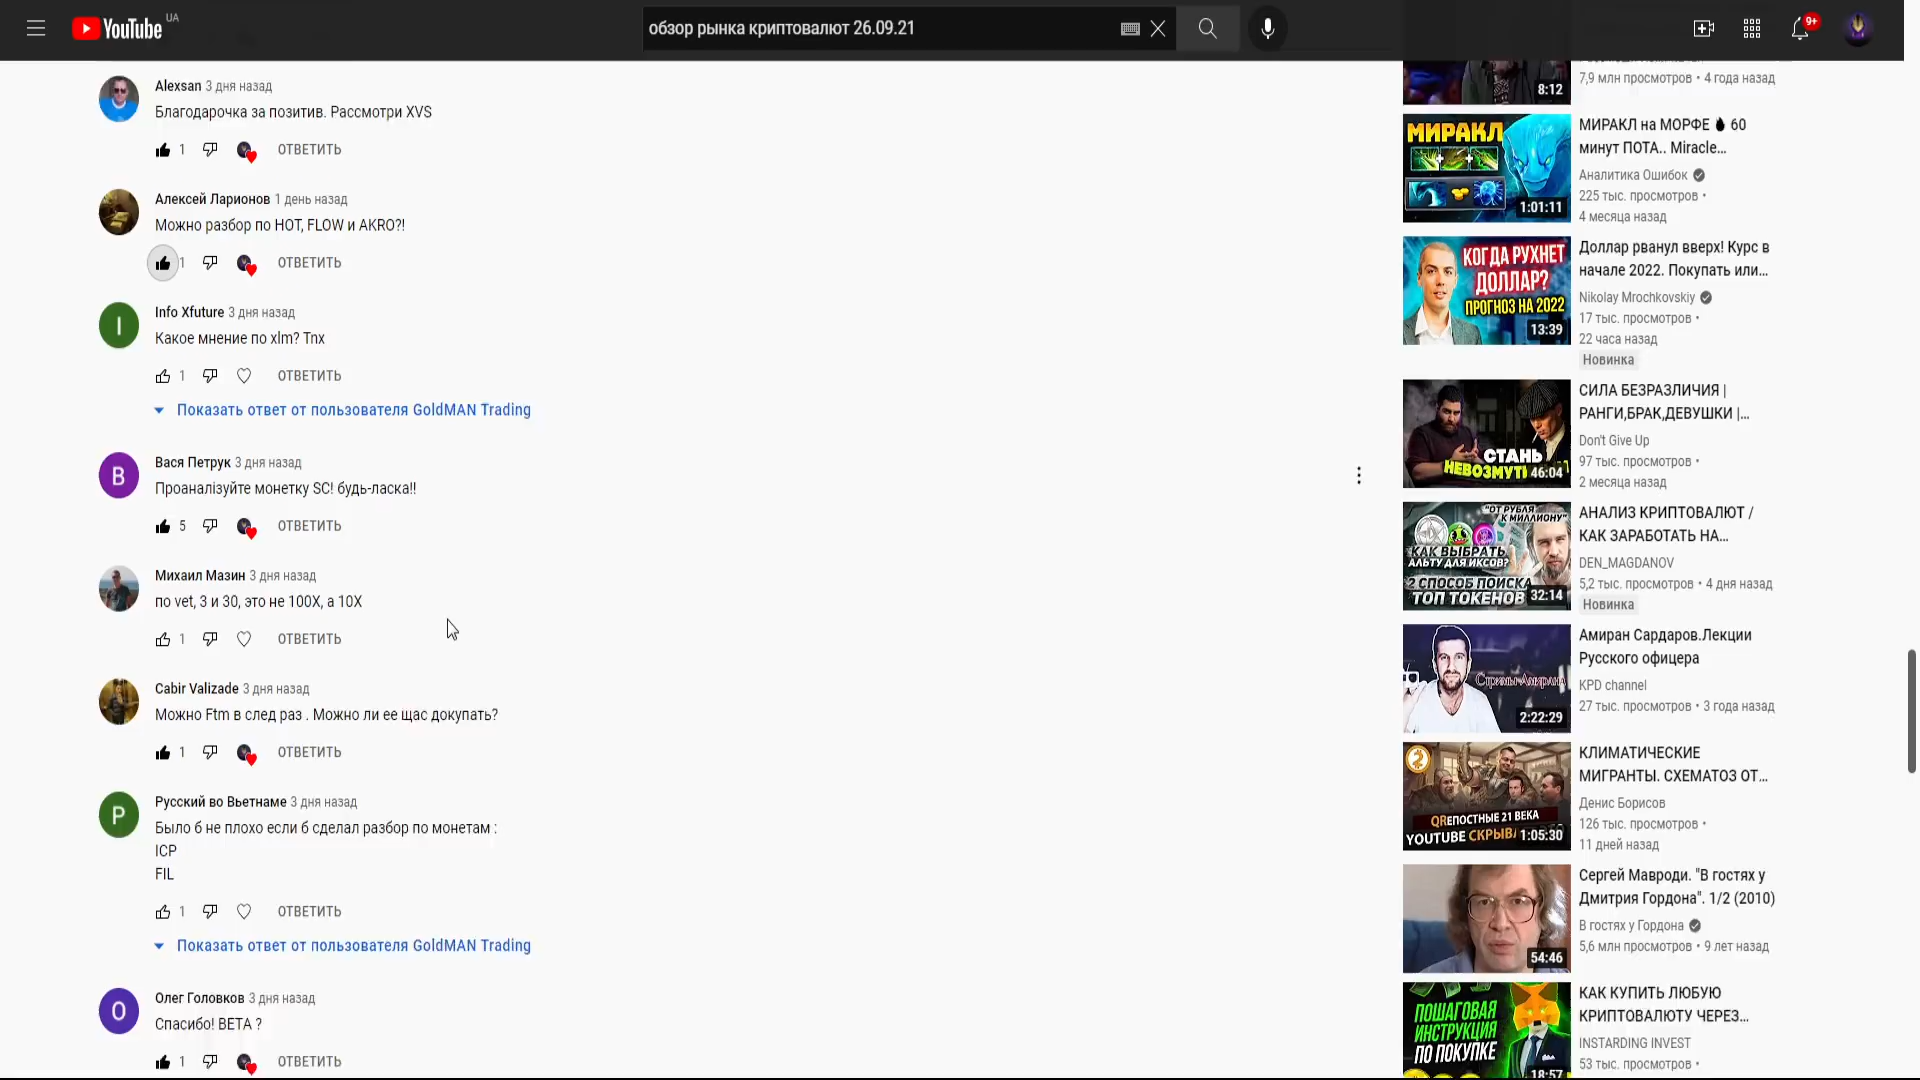 YouTube UA
обзор рынка криптовалют 26.09.21
9+
Alexsan 3 дня назад
Благодарочка за позитив. Рассмотри XVS
1 ОТВЕТИТЬ
Алексей Ларионов 1 день назад
Можно разбор по HOT, FLOW и AKRO?!
1 ОТВЕТИТЬ
Info Xfuture 3 дня назад
Какое мнение по xlm? Tnx
1 ОТВЕТИТЬ
Показать ответ от пользователя GoldMAN Trading
Вася Петрук 3 дня назад
Проаналізуйте монетку SC! будь-ласка!!
5 ОТВЕТИТЬ
Михаил Мазин 3 дня назад
по vet, 3 и 30, это не 100X, а 10X
1 ОТВЕТИТЬ
Cabir Valizade 3 дня назад
Можно Ftm в след раз . Можно ли ее щас докупать?
1 ОТВЕТИТЬ
Русский во Вьетнаме 3 дня назад
Было б не плохо если б сделал разбор по монетам :
ICP
FIL
1 ОТВЕТИТЬ
Показать ответ от пользователя GoldMAN Trading
Олег Головков 3 дня назад
Спасибо! BETA ?
1 ОТВЕТИТЬ
8:12
7,9 млн просмотров • 4 года назад
МИРАКЛ
1:01:11
МИРАКЛ на МОРФЕ 60
минут ПОТА.. Miracle...
Аналитика Ошибок
225 тыс. просмотров •
4 месяца назад
КОГДА РУХНЕТ
ДОЛЛАР?
ПРОГНОЗ НА 2022
13:39
Доллар рванул вверх! Курс в
начале 2022. Покупать или...
Nikolay Mrochkovskiy
17 тыс. просмотров •
22 часа назад
Новинка
СТАНЬ
46:04
СИЛА БЕЗРАЗЛИЧИЯ |
РАНГИ,БРАК,ДЕВУШКИ |...
Don't Give Up
97 тыс. просмотров •
2 месяца назад
"ОТ РУБЛЯ
К МИЛЛИОНУ"
КАК ВЫБРАТЬ
АЛЬТУ ДЛЯ ИКСОВ?
2 СПОСОБ ПОИСКА
ТОП ТОКЕНОВ
32:14
АНАЛИЗ КРИПТОВАЛЮТ /
КАК ЗАРАБОТАТЬ НА...
DEN_MAGDANOV
5,2 тыс. просмотров • 4 дня назад
Новинка
2:22:29
Амиран Сардаров.Лекции
Русского офицера
KPD channel
27 тыс. просмотров • 3 года назад
QRЕПОСТНЫЕ 21 ВЕКА
YOUTUBE
1:05:30
КЛИМАТИЧЕСКИЕ
МИГРАНТЫ. СХЕМАТОЗ ОТ...
Денис Борисов
126 тыс. просмотров •
11 дней назад
54:46
Сергей Мавроди. "В гостях у
Дмитрия Гордона". 1/2 (2010)
В гостях у Гордона
5,6 млн просмотров • 9 лет назад
ПОШАГОВАЯ
ИНСТРУКЦИЯ
ПО ПОКУПКЕ
18:57
КАК КУПИТЬ ЛЮБУЮ
КРИПТОВАЛЮТУ ЧЕРЕЗ...
INSTARDING INVEST
53 тыс. просмотров •